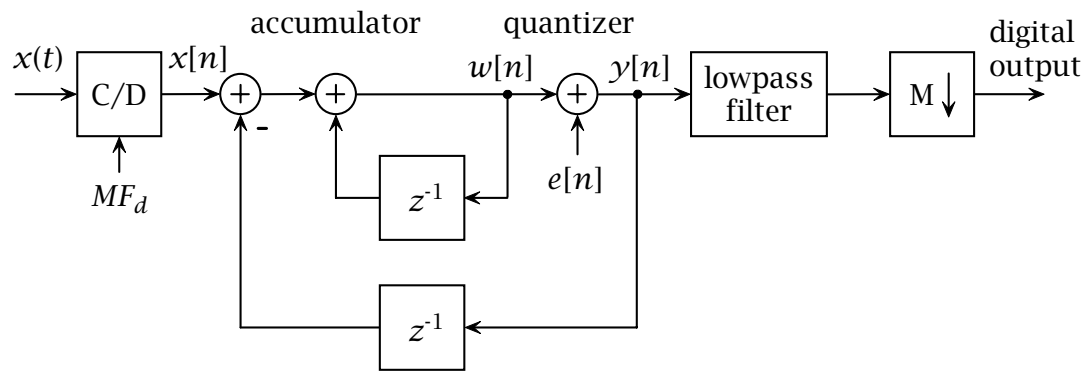 accumulator
quantizer
digital
output
x(t)
x[n]
w[n]
y[n]
C/D
+
+
+
lowpass
filter
M ↓
-
MF_d
z^-1
e[n]
z^-1